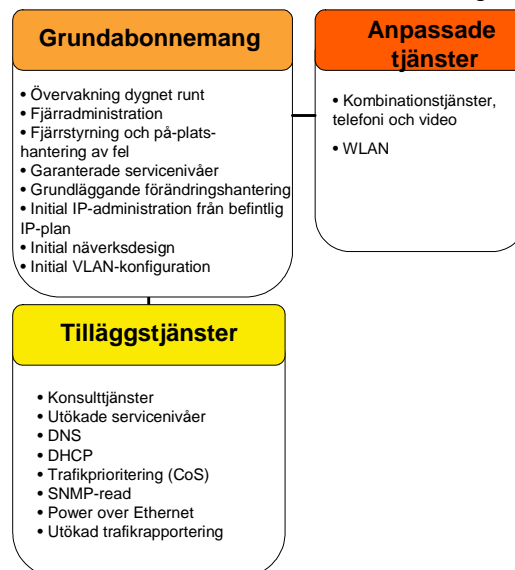 Grundabonnemang
• Övervakning dygnet runt
• Fjärradministration
• Fjärrstyrning och på-plats-
hantering av fel
• Garanterade servicenivåer
• Grundläggande förändringshantering
• Initial IP-administration från befintlig
IP-plan
• Initial näverksdesign
• Initial VLAN-konfiguration
Anpassade
tjänster
• Kombinationstjänster,
telefoni och video
• WLAN
Tilläggstjänster
• Konsulttjänster
• Utökade servicenivåer
• DNS
• DHCP
• Trafikprioritering (CoS)
• SNMP-read
• Power over Ethernet
• Utökad trafikrapportering